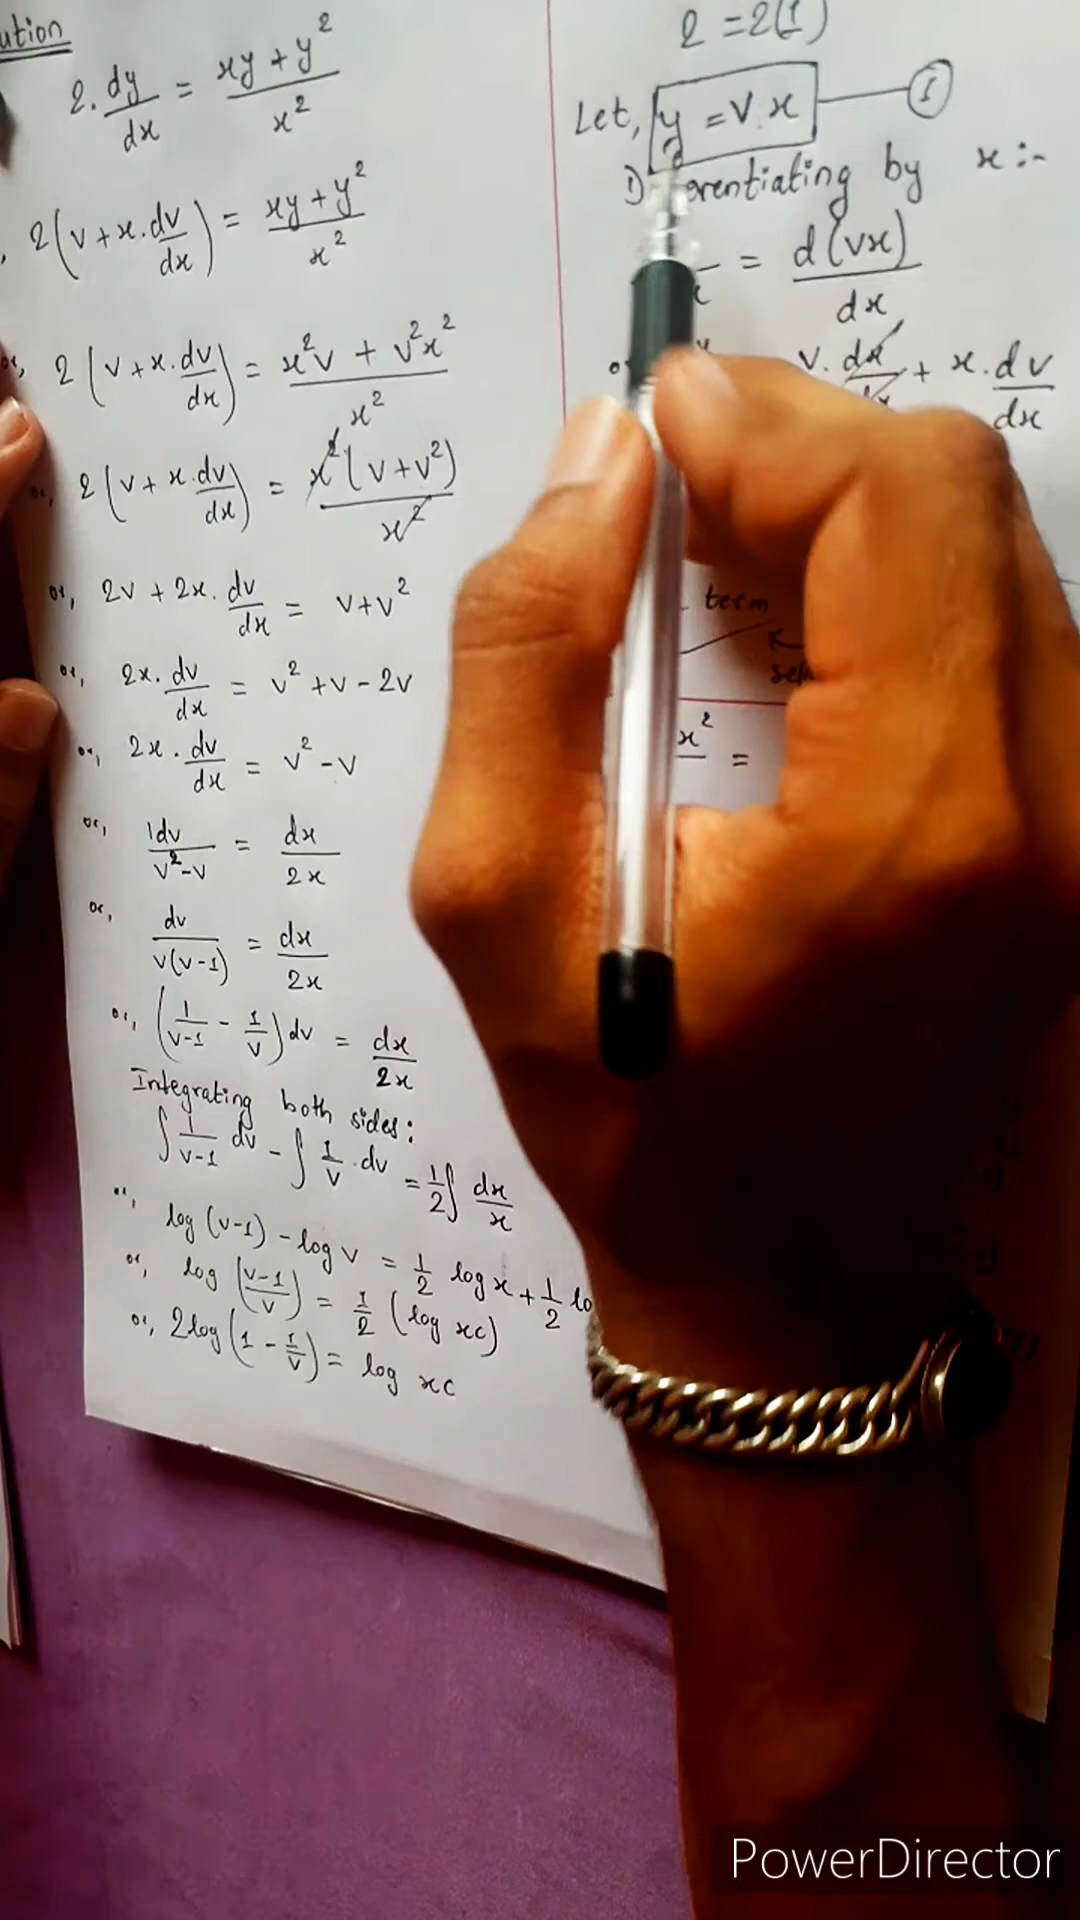 ution
2. dy/dx = xy + y²/x²
2(v + x. dv/dx) = xy + y²/x²
2(v + x. dv/dx) = x²v + v²x²/x²
or, 2(v + x. dv/dx) = x²(v+v²)/x²
or, 2v + 2x. dv/dx = v+v²
or, 2x. dv/dx = v² + v - 2v
or, 2x. dv/dx = v² - v
or, 1dv/v²-v = dx/2x
or, dv/v(v-1) = dx/2x
or, (1/v-1 - 1/v) dv = dx/2x
Integrating both sides:
∫ 1/v-1 dv - ∫ 1/v . dv = 1/2 ∫ dx/x
or, log (v-1) - log v = 1/2 log x + 1/2 lo
or, log (v-1/v) = 1/2 (log xc)
or, 2log (1 - 1/v) = log xc
2 = 2(1)
Let, y = v.x — 1
Differentiating by x :-
= d(vx)/dx
v. dx/dx + x. dv/dx
term
x² =
PowerDirector